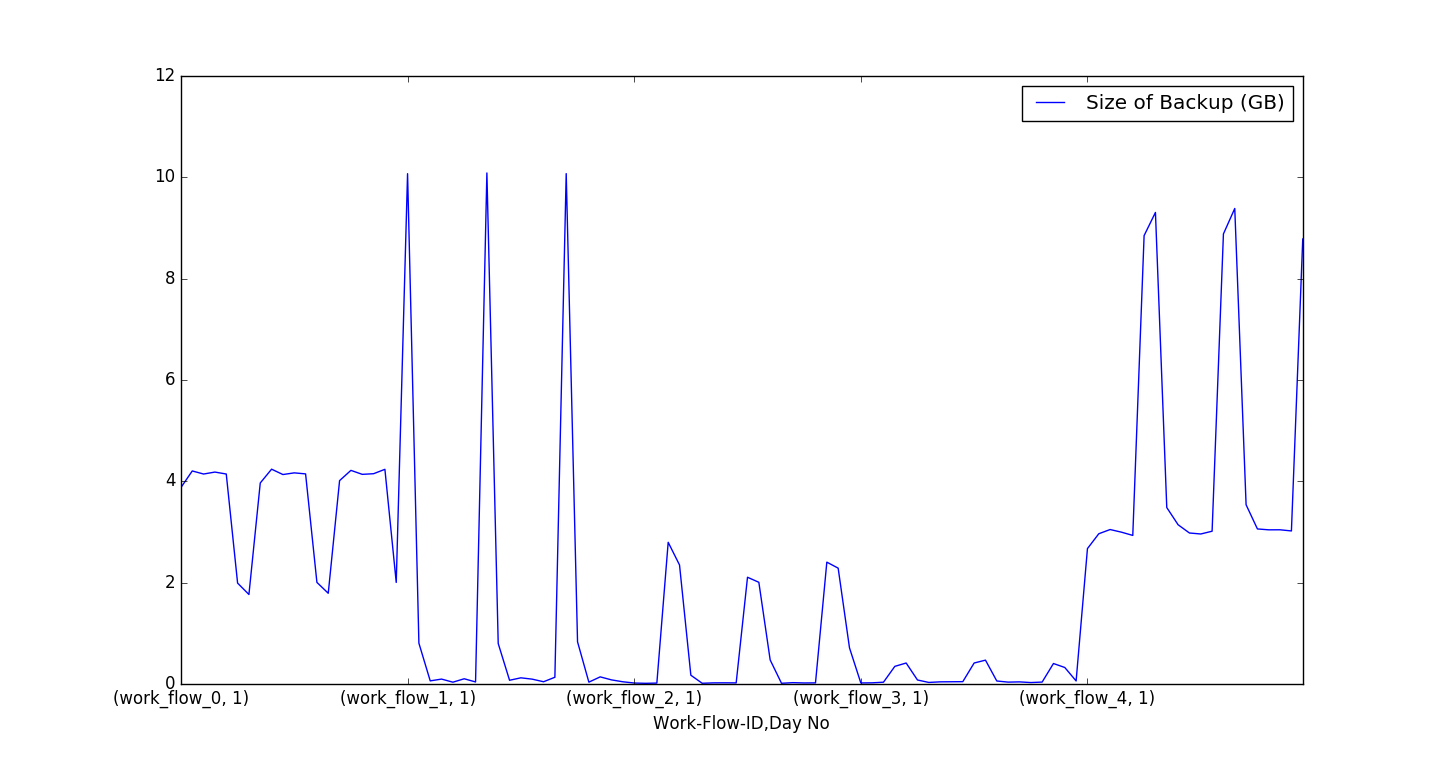 12
Size of Backup (GB)
10
8
6
4
2
0
(work_flow_0, 1) (work_flow_1, 1) (work_flow_2, 1) (work_flow_3, 1) (work_flow_4, 1)
Work-Flow-ID,Day No